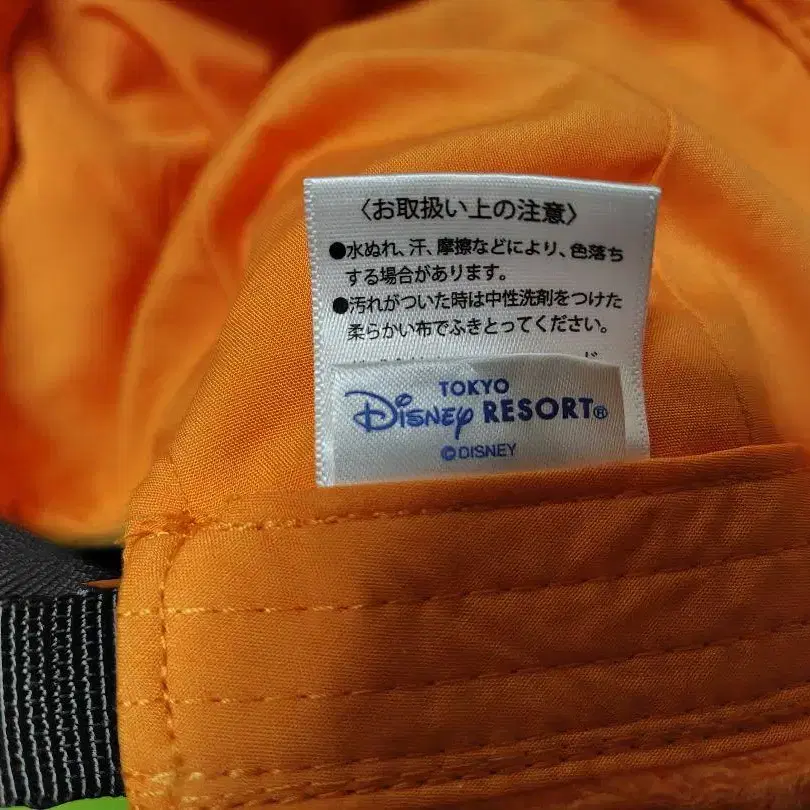 〈お取扱い上の注意〉
●水ぬれ、汗、摩擦などにより、色落ち
する場合があります。
●汚れがついた時は中性洗剤をつけた
柔らかい布でふきとってください。
TOKYO
Disney RESORT®
©DISNEY